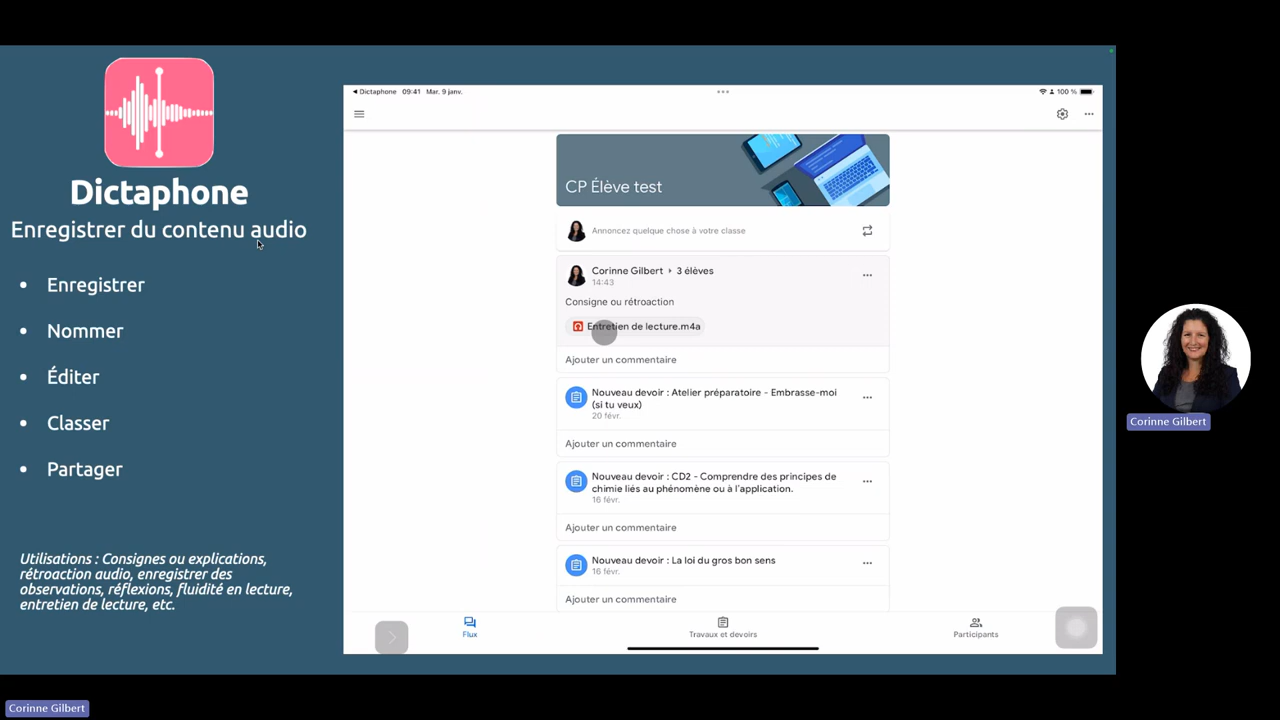 Dictaphone
Enregistrer du contenu audio
Enregistrer
Nommer
Éditer
Classer
Partager
Utilisations : Consignes ou explications,
rétroaction audio, enregistrer des
observations, réflexions, fluidité en lecture,
entretien de lecture, etc.
Dictaphone 09:41 Mar. 9 janv.
100 %
CP Élève test
Annoncez quelque chose à votre classe
Corinne Gilbert 3 élèves
14:43
Consigne ou rétroaction
Entretien de lecture.m4a
Ajouter un commentaire
Nouveau devoir : Atelier préparatoire - Embrasse-moi
(si tu veux)
20 févr.
Ajouter un commentaire
Nouveau devoir : CD2 - Comprendre des principes de
chimie liés au phénomène ou à l'application.
16 févr.
Ajouter un commentaire
Nouveau devoir : La loi du gros bon sens
16 févr.
Ajouter un commentaire
Flux
Travaux et devoirs
Participants
Corinne Gilbert
Corinne Gilbert